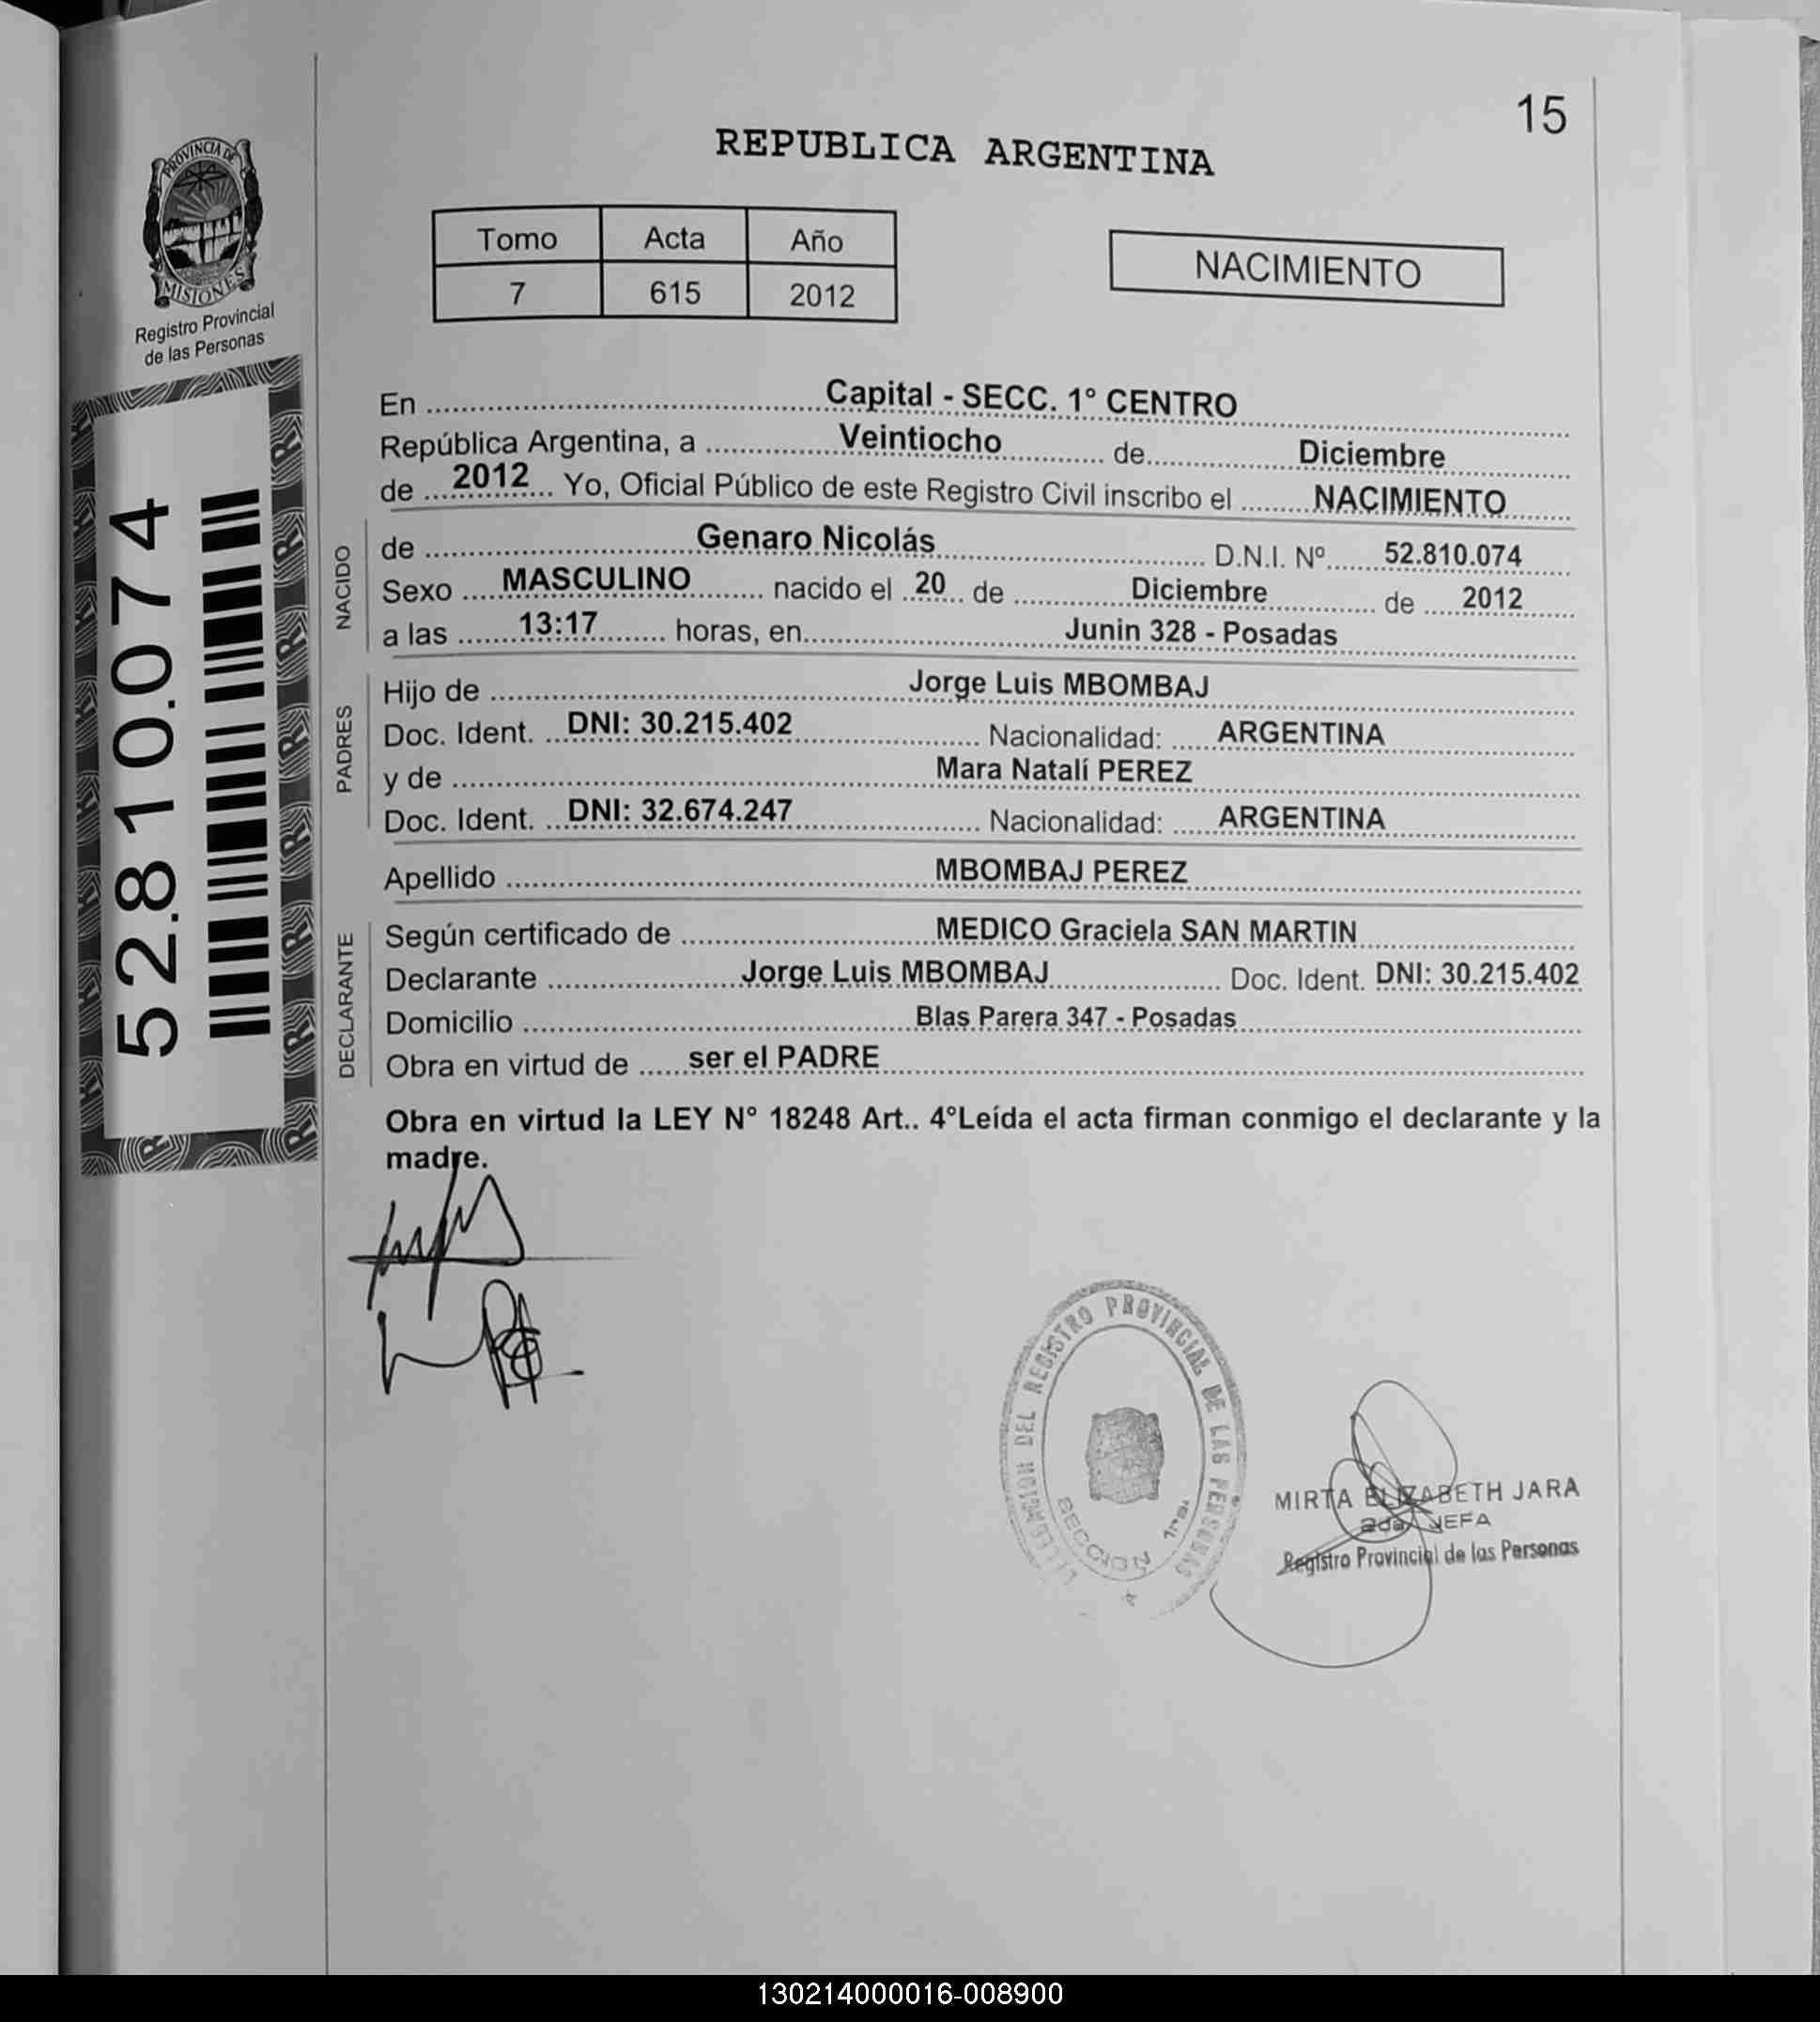 15
REPUBLICA ARGENTINA
PROVINCIA DE
MISIONES
Registro Provincial
de las Personas
Tomo Acta Año
7 615 2012
NACIMIENTO
52.810.074
En Capital - SECC. 1° CENTRO
República Argentina, a Veintiocho de Diciembre
de 2012 Yo, Oficial Público de este Registro Civil inscribo el NACIMIENTO
NACIDO
de Genaro Nicolás D.N.I. Nº 52.810.074
Sexo MASCULINO nacido el 20 de Diciembre de 2012
a las 13:17 horas, en Junin 328 - Posadas
PADRES
Hijo de Jorge Luis MBOMBAJ
Doc. Ident. DNI: 30.215.402 Nacionalidad: ARGENTINA
y de Mara Natalí PEREZ
Doc. Ident. DNI: 32.674.247 Nacionalidad: ARGENTINA
Apellido MBOMBAJ PEREZ
DECLARANTE
Según certificado de MEDICO Graciela SAN MARTIN
Declarante Jorge Luis MBOMBAJ Doc. Ident. DNI: 30.215.402
Domicilio Blas Parera 347 - Posadas
Obra en virtud de ser el PADRE
Obra en virtud la LEY N° 18248 Art.. 4°Leída el acta firman conmigo el declarante y la
madre.
DEL REGISTRO PROVINCIAL DE LAS PERSONAS
SECCION 1ra
MIRTA ELIZABETH JARA
2da JEFA
Registro Provincial de las Personas
130214000016-008900